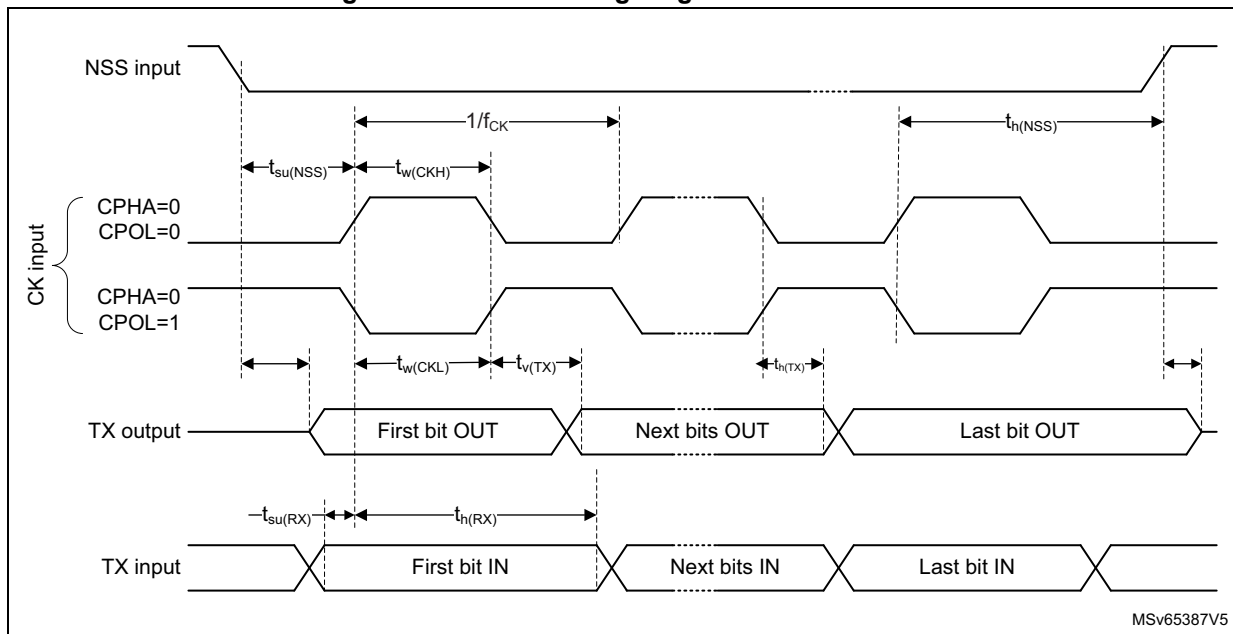 NSS input
1/fCK
th(NSS)
tsu(NSS)
tw(CKH)
CK input
CPHA=0
CPOL=0
CPHA=0
CPOL=1
tw(CKL)
tv(TX)
th(TX)
TX output
First bit OUT
Next bits OUT
Last bit OUT
tsu(RX)
th(RX)
TX input
First bit IN
Next bits IN
Last bit IN
MSv65387V5